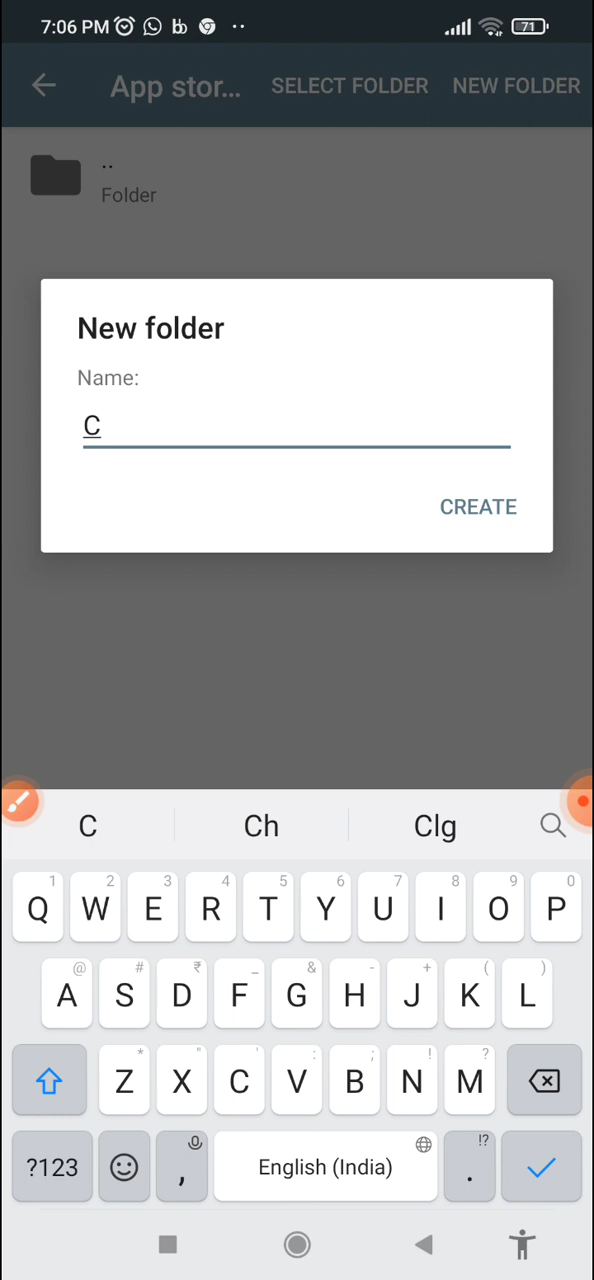 7:06 PM 71
App stor... SELECT FOLDER NEW FOLDER
..
Folder
New folder
Name:
C
CREATE
C Ch Clg
1 2 3 4 5 6 7 8 9 0
Q W E R T Y U I O P
@ # ₹ _ & - + ( )
A S D F G H J K L
* " ' : ; ! ?
Z X C V B N M
?123 , English (India) . !?